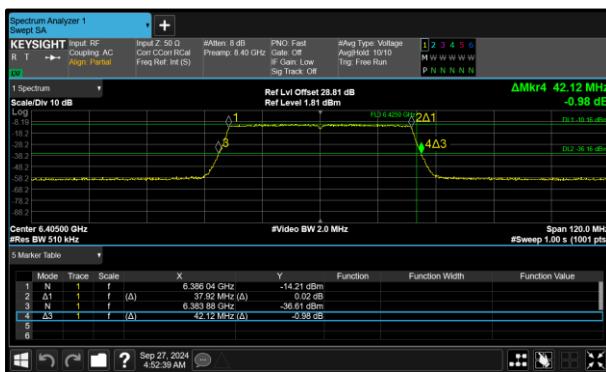 Spectrum Analyzer 1
Swept SA
KEYSIGHT Input: RF Input Z: 50 Ω #Atten: 8 dB PNO: Fast #Avg Type: Voltage 1 2 3 4 5 6
R T Coupling: AC Corr CCorr RCal Preamp: 8.40 GHz Gate: Off Avg|Hold: 10/10 M W W W W W
Align: Partial Freq Ref: Int (S) IF Gain: Low Trig: Free Run
Sig Track: Off P N N N N N
1 Spectrum Ref Lvl Offset 28.81 dB ΔMkr4 42.12 MHz
Scale/Div 10 dB Ref Level 1.81 dBm -0.98 dB
Log
-8.19 1 2Δ1 DL1 -10.16 dBm
-18.2
-28.2 3 4Δ3 DL2 -36.16 dBm
-38.2
-48.2
-58.2
-68.2
-78.2
-88.2
Center 6.40500 GHz #Video BW 2.0 MHz Span 120.0 MHz
#Res BW 510 kHz #Sweep 1.00 s (1001 pts)
5 Marker Table
Mode Trace Scale X Y Function Function Width Function Value
1 N 1 f 6.386 04 GHz -14.21 dBm
2 Δ1 1 f (Δ) 37.92 MHz (Δ) 0.02 dB
3 N 1 f 6.383 88 GHz -36.61 dBm
4 Δ3 1 f (Δ) 42.12 MHz (Δ) -0.98 dB
5
6
? Sep 27, 2024
4:52:39 AM